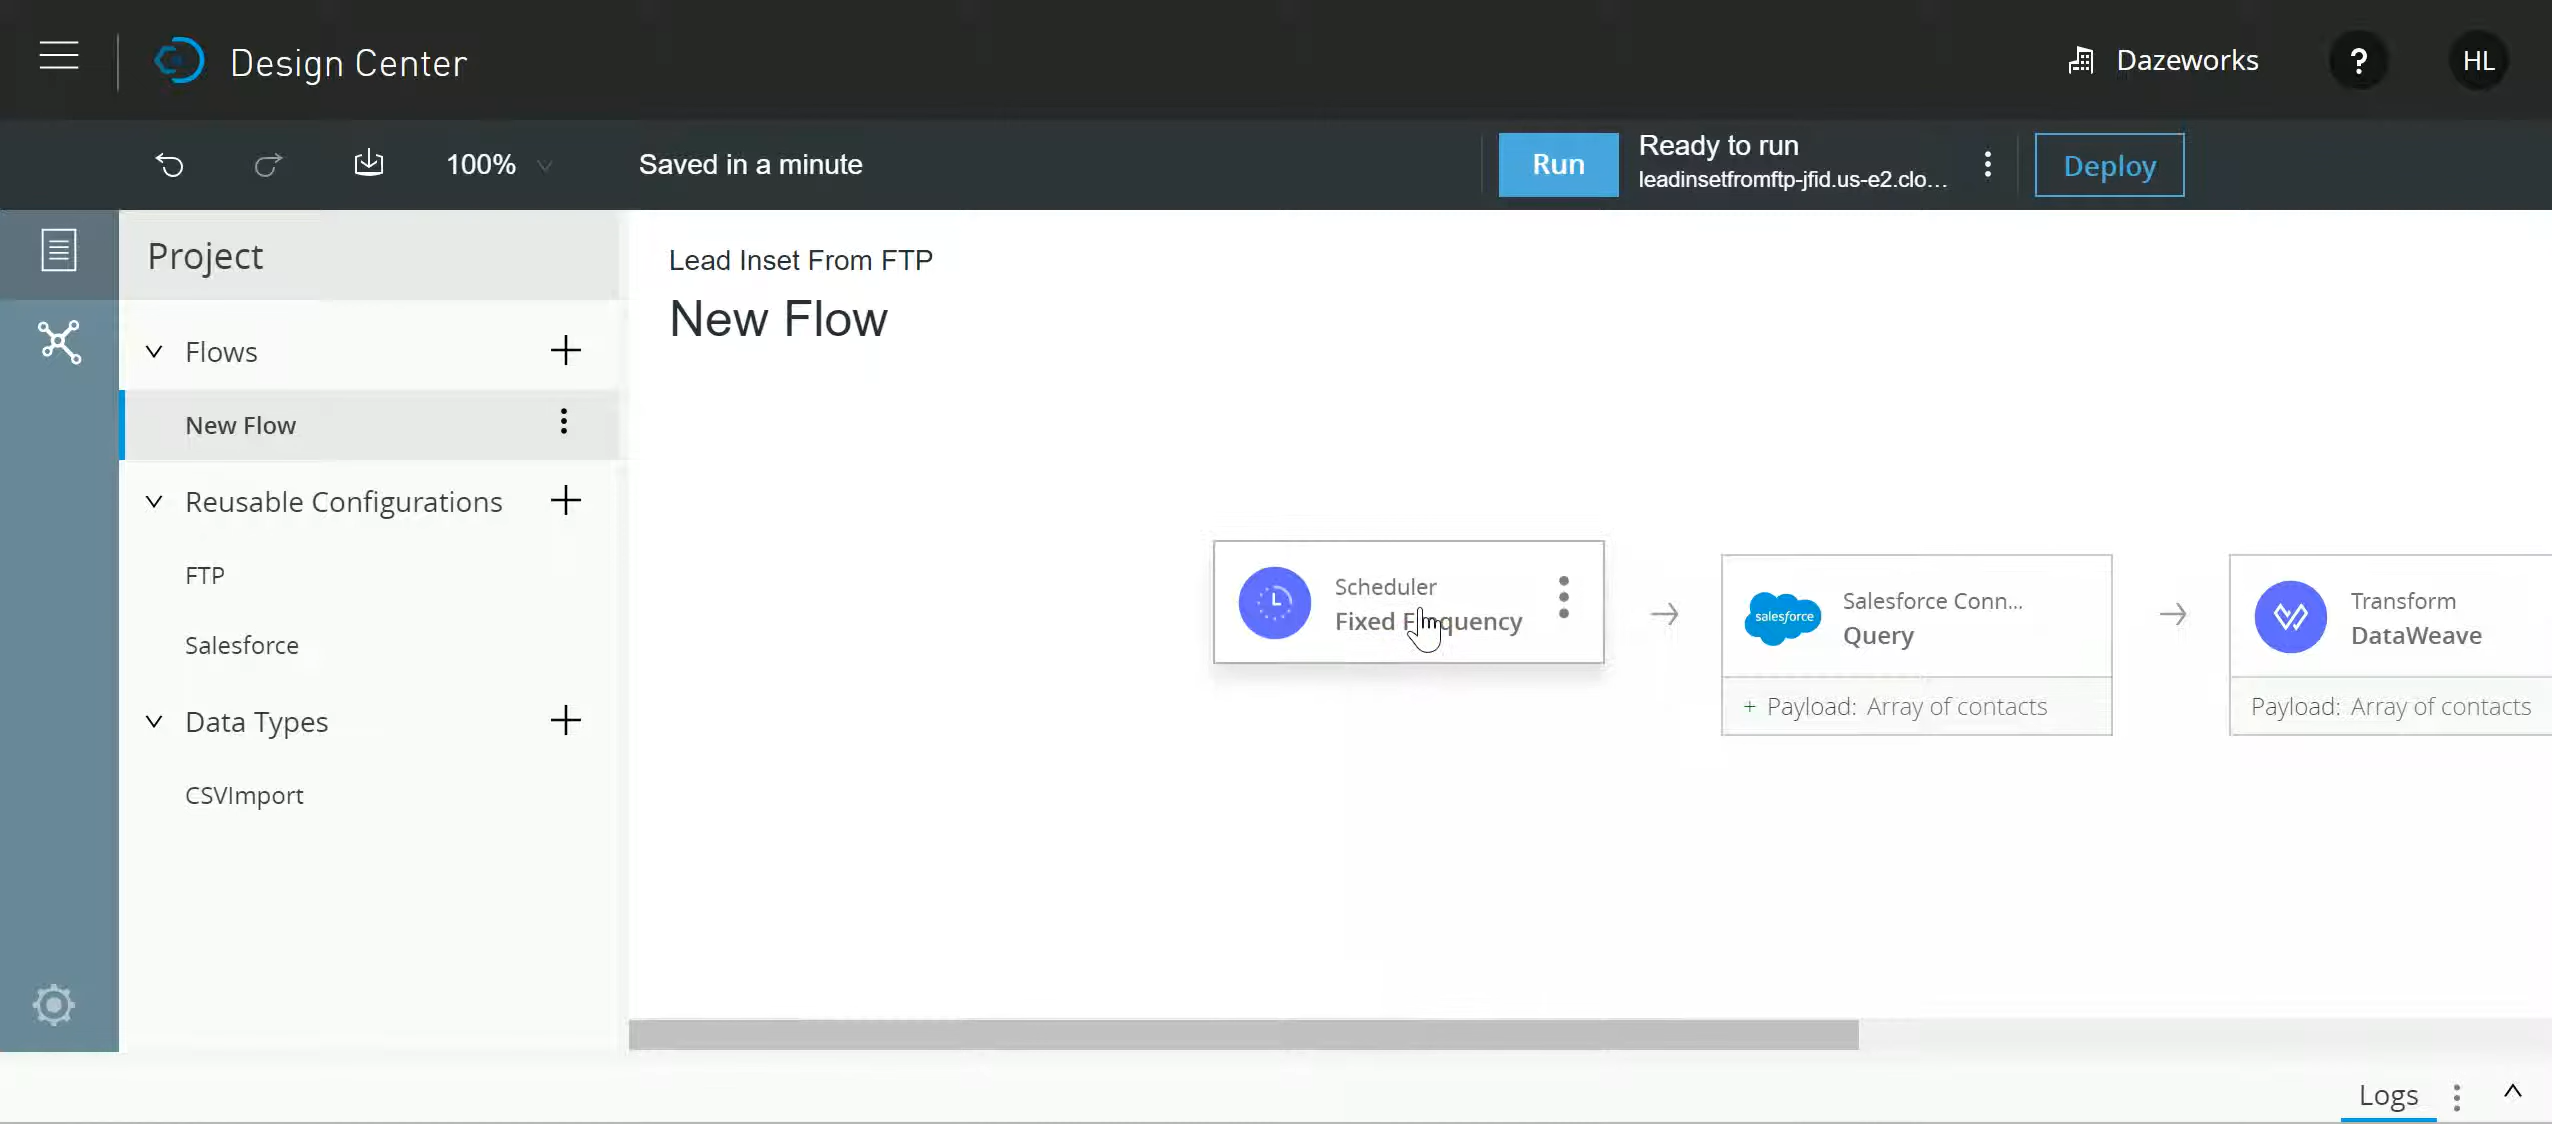 Design Center
Dazeworks
?
HL
100%
Saved in a minute
Run
Ready to run
leadinsetfromftp-jfid.us-e2.clo...
Deploy
Project
Flows
New Flow
Reusable Configurations
FTP
Salesforce
Data Types
CSVImport
Lead Inset From FTP
New Flow
Scheduler
Fixed Frequency
salesforce
Salesforce Conn...
Query
+ Payload: Array of contacts
Transform
DataWeave
Payload: Array of contacts
Logs